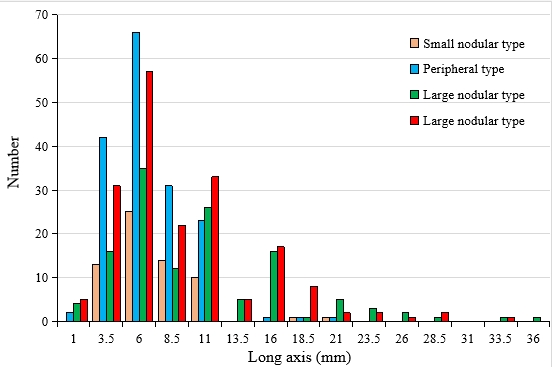 70
60
50
40
30
20
10
0
Number
Small nodular type
Peripheral type
Large nodular type
Large nodular type
1 3.5 6 8.5 11 13.5 16 18.5 21 23.5 26 28.5 31 33.5 36
Long axis (mm)